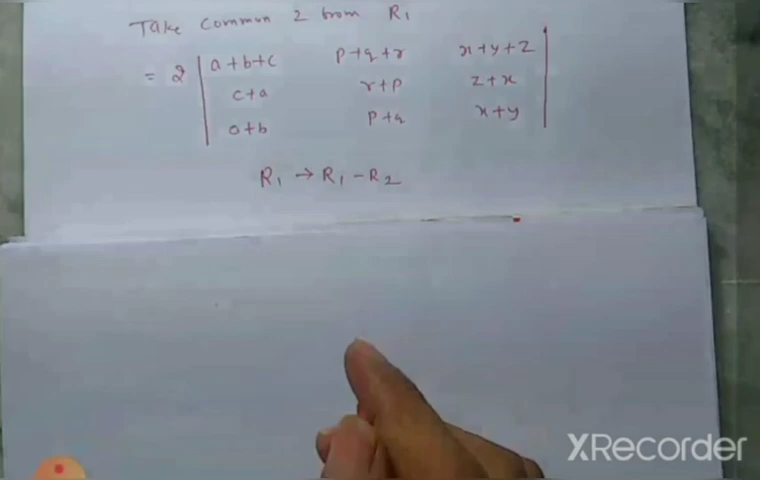 Take Common 2 from R₁
= 2 | a+b+c p+q+r x+y+z |
c+a r+p z+x
a+b p+q x+y
R₁ → R₁ - R₂
XRecorder